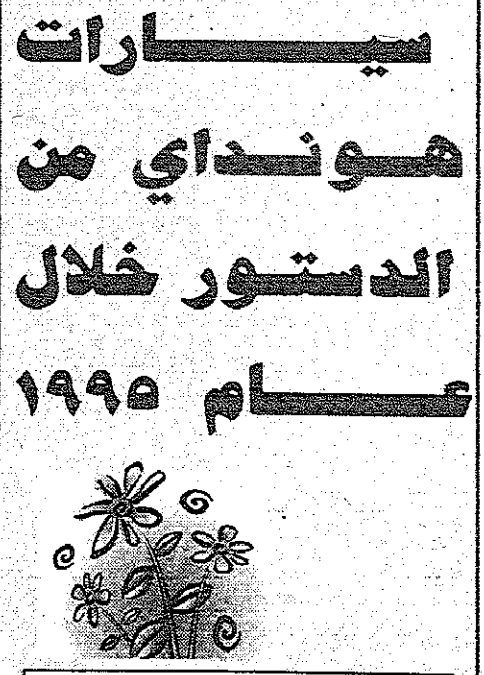 سيارات
هونداي من
الدستور خلال
عام ١٩٩٥